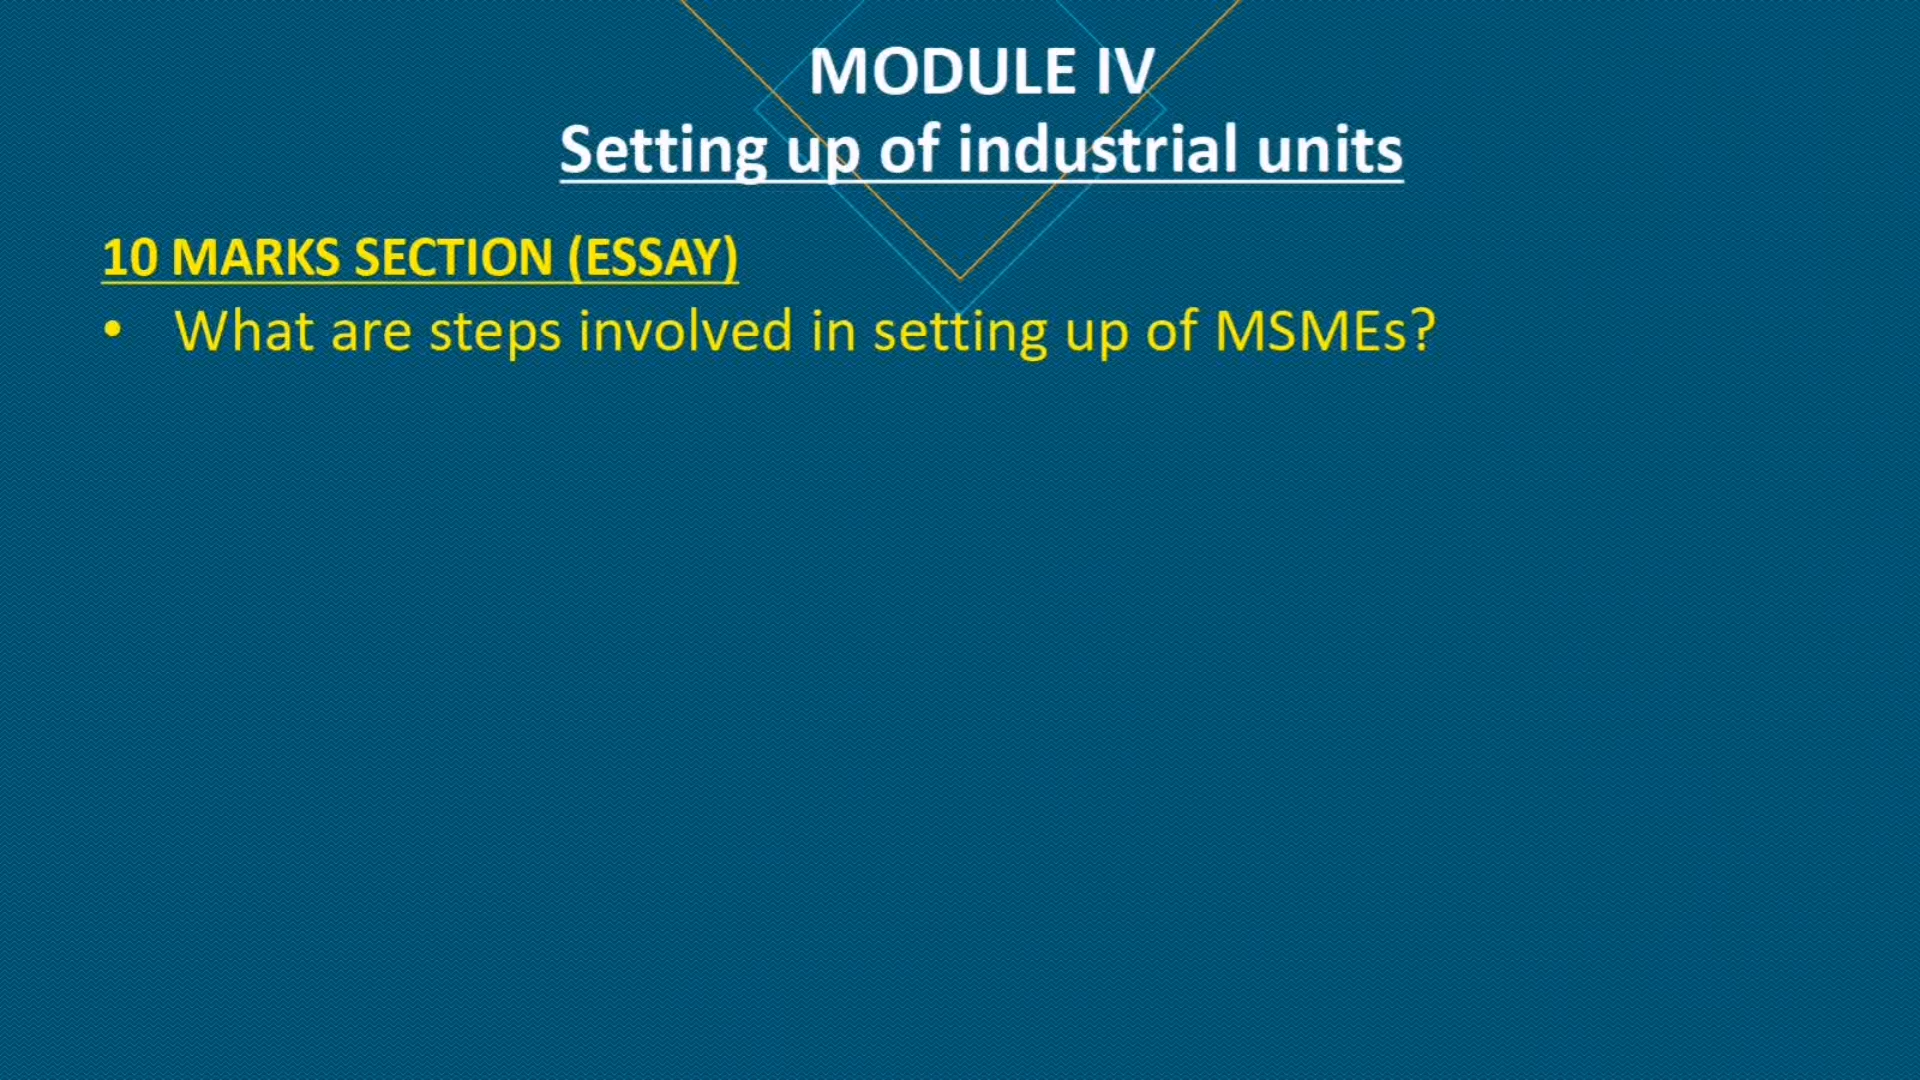 MODULE IV
Setting up of industrial units
10 MARKS SECTION (ESSAY)
• What are steps involved in setting up of MSMEs?